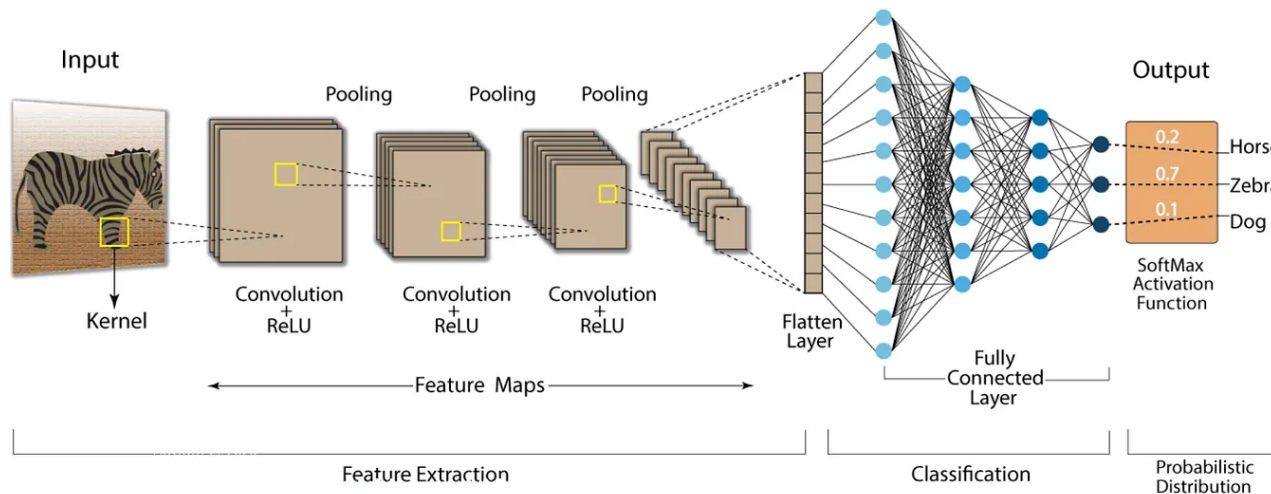 Input
Pooling
Pooling
Pooling
Output
0.2
Horse
0.7
Zebra
0.1
Dog
Kernel
Convolution
+
ReLU
Convolution
+
ReLU
Convolution
+
ReLU
Flatten
Layer
SoftMax
Activation
Function
Feature Maps
Fully
Connected
Layer
Feature Extraction
Classification
Probabilistic
Distribution